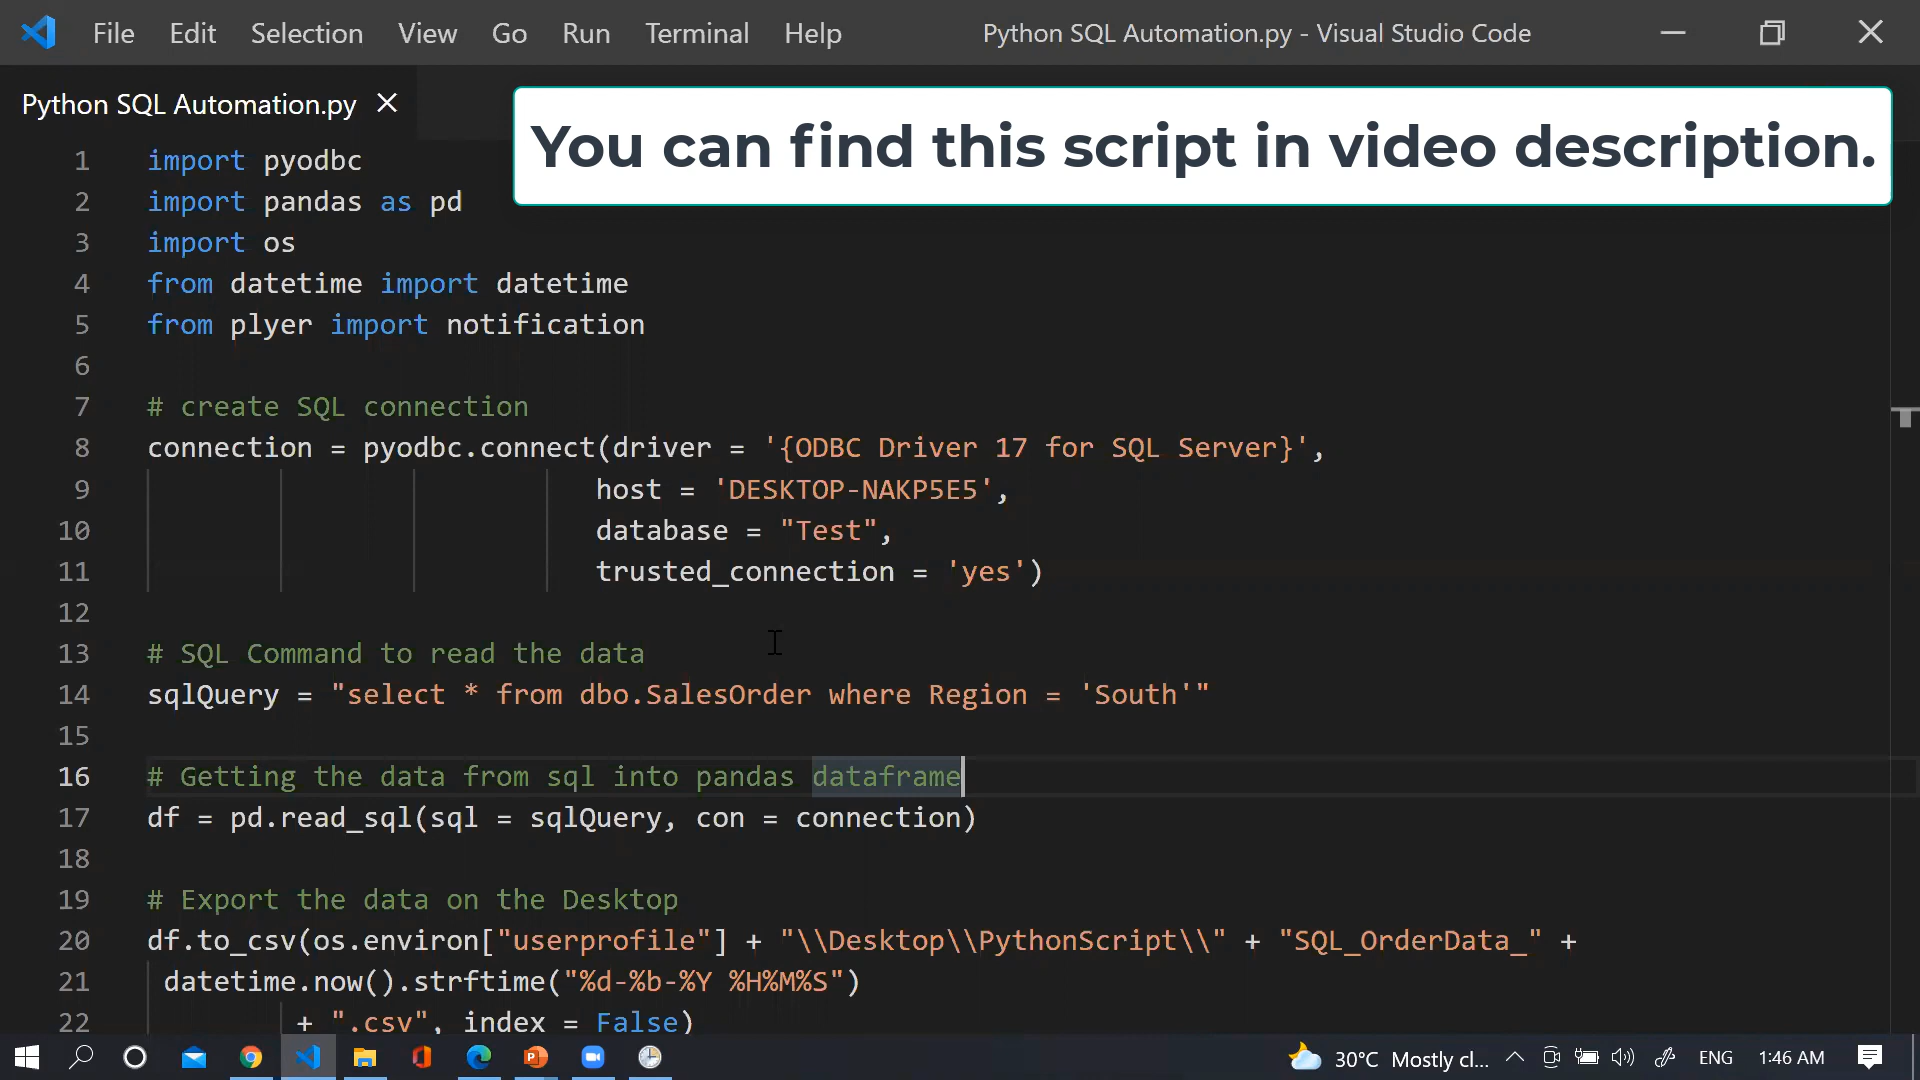 File Edit Selection View Go Run Terminal Help Python SQL Automation.py - Visual Studio Code
Python SQL Automation.py
You can find this script in video description.
1 import pyodbc
2 import pandas as pd
3 import os
4 from datetime import datetime
5 from plyer import notification
6
7 # create SQL connection
8 connection = pyodbc.connect(driver = '{ODBC Driver 17 for SQL Server}',
9 host = 'DESKTOP-NAKP5E5',
10 database = "Test",
11 trusted_connection = 'yes')
12
13 # SQL Command to read the data
14 sqlQuery = "select * from dbo.SalesOrder where Region = 'South'"
15
16 # Getting the data from sql into pandas dataframe
17 df = pd.read_sql(sql = sqlQuery, con = connection)
18
19 # Export the data on the Desktop
20 df.to_csv(os.environ["userprofile"] + "\\Desktop\\PythonScript\\" + "SQL_OrderData_" +
21 datetime.now().strftime("%d-%b-%Y %H%M%S")
22 + ".csv", index = False)
30°C Mostly cl... ENG 1:46 AM